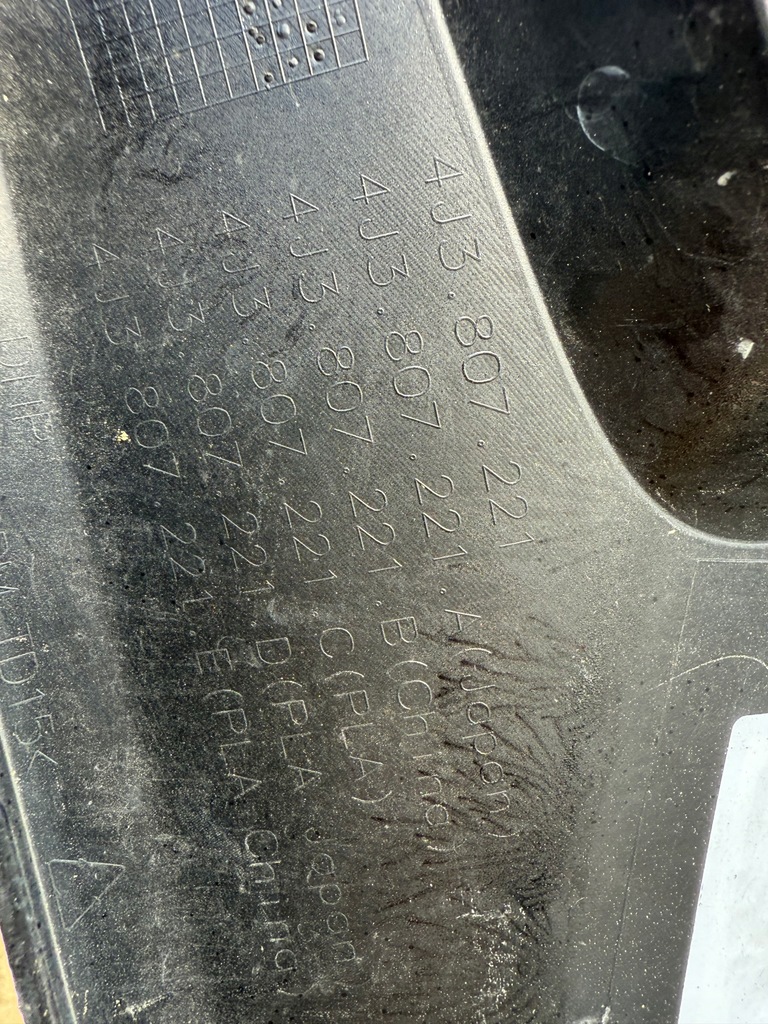 4J3.807.221
4J3.807.221.A(Japan)
4J3.807.221.B(China)
4J3.807.221.C(PLA)
4J3.807.221.D(PLA Japan)
4J3.807.221.E(PLA-China)
TD15<